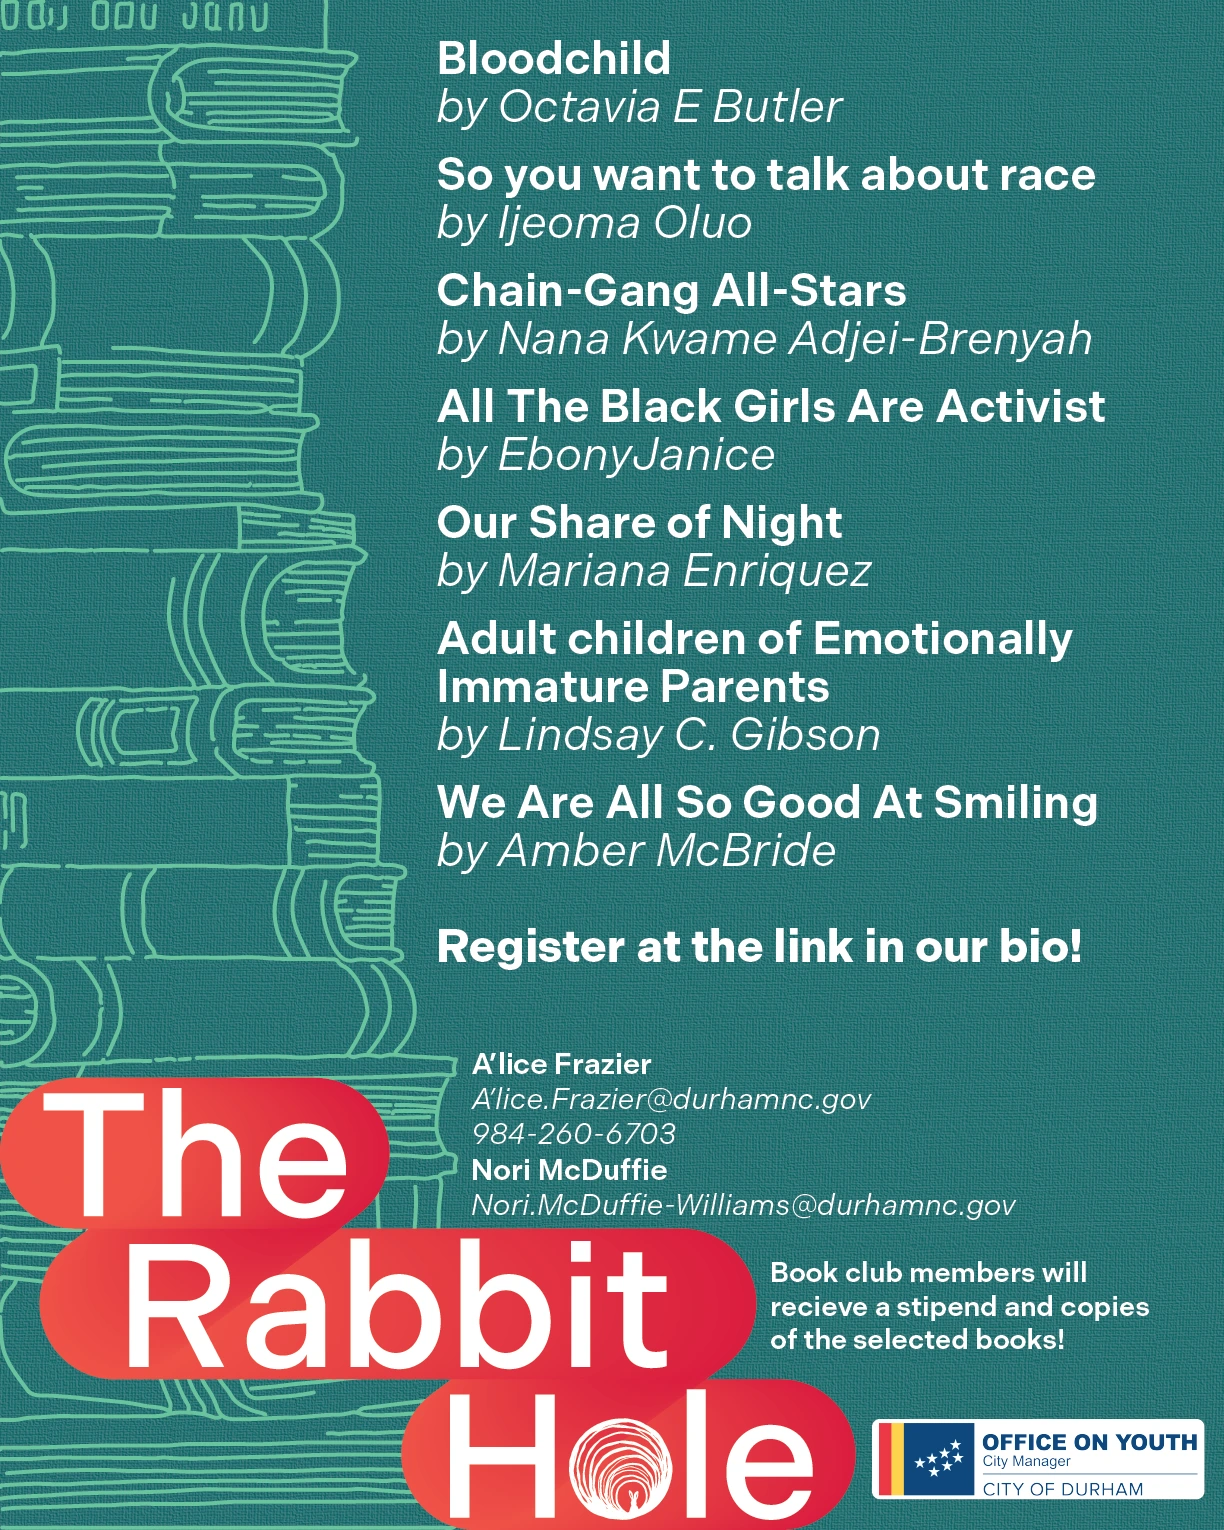 Bloodchild
by Octavia E Butler
So you want to talk about race
by Ijeoma Oluo
Chain-Gang All-Stars
by Nana Kwame Adjei-Brenyah
All The Black Girls Are Activist
by EbonyJanice
Our Share of Night
by Mariana Enriquez
Adult children of Emotionally
Immature Parents
by Lindsay C. Gibson
We Are All So Good At Smiling
by Amber McBride
Register at the link in our bio!
A'lice Frazier
A'lice.Frazier@durhamnc.gov
984-260-6703
Nori McDuffie
Nori.McDuffie-Williams@durhamnc.gov
The
Rabbit
Hole
Book club members will
recieve a stipend and copies
of the selected books!
OFFICE ON YOUTH
City Manager
CITY OF DURHAM